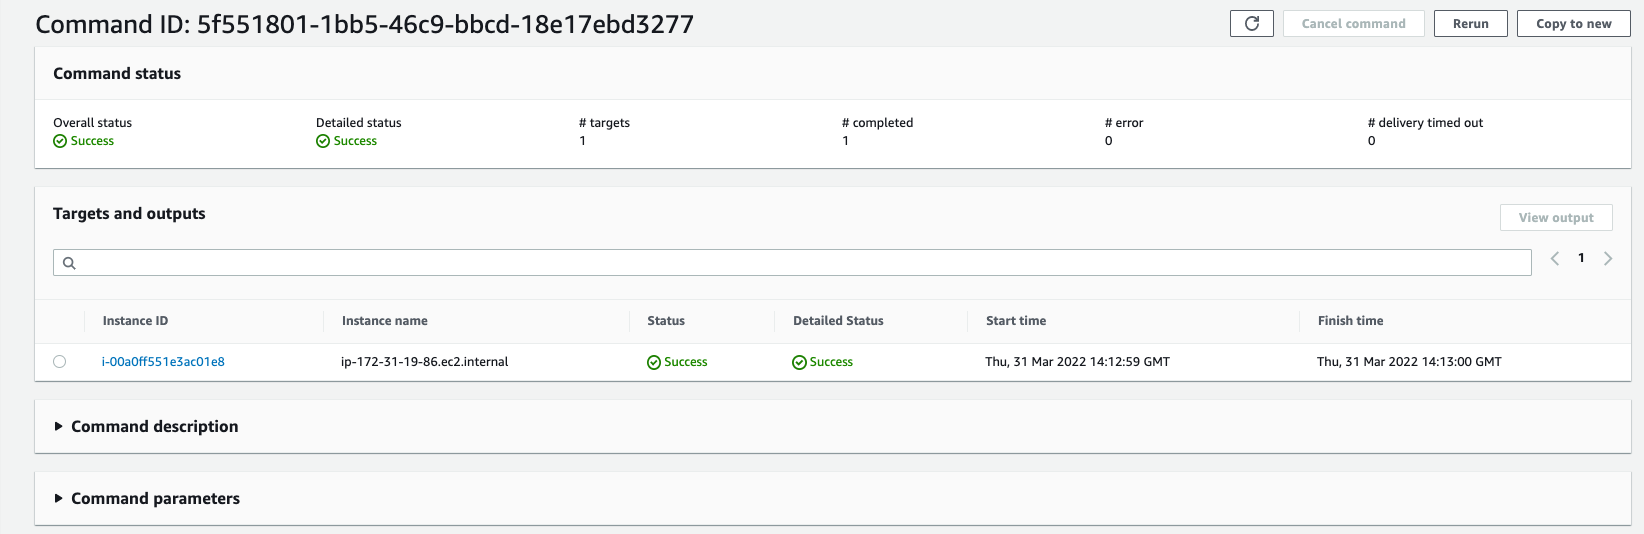 Command ID: 5f551801-1bb5-46c9-bbcd-18e17ebd3277
Cancel command
Rerun
Copy to new
Command status
Overall status
Detailed status
# targets
# completed
# error
# delivery timed out
Success
Success
1
1
0
0
Targets and outputs
View output
1
Instance ID
Instance name
Status
Detailed Status
Start time
Finish time
i-00a0ff551e3ac01e8
ip-172-31-19-86.ec2.internal
Success
Success
Thu, 31 Mar 2022 14:12:59 GMT
Thu, 31 Mar 2022 14:13:00 GMT
Command description
Command parameters